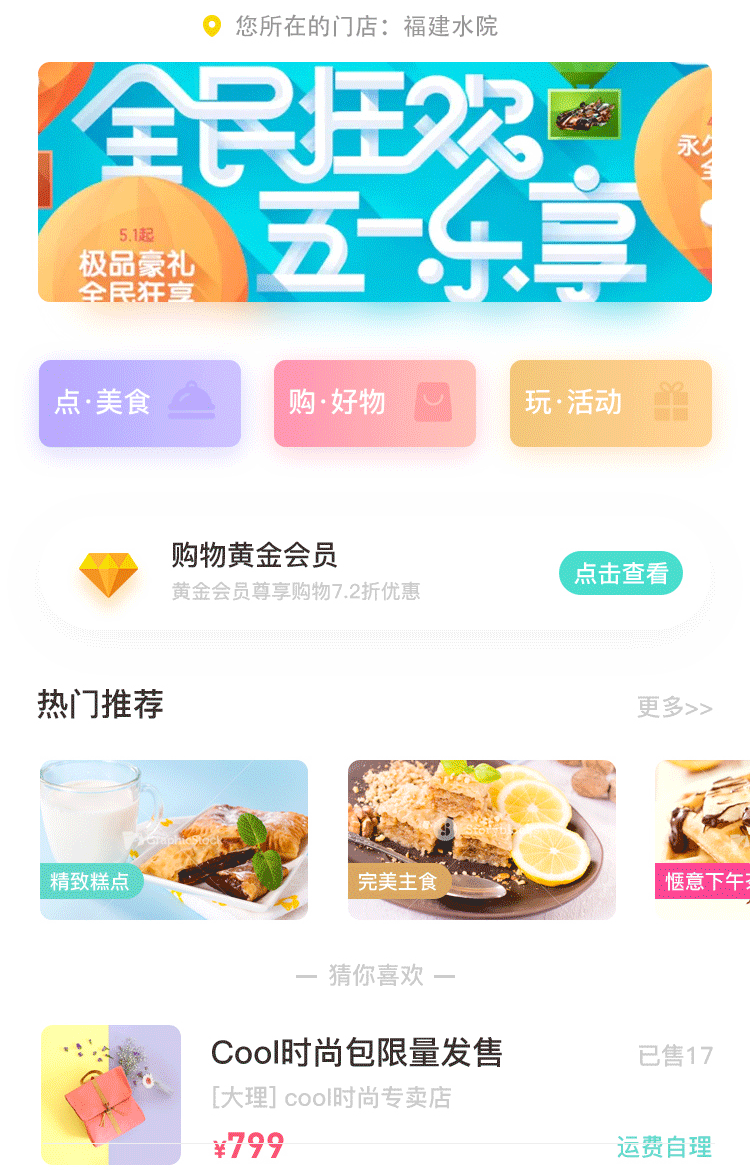 您所在的门店：福建水院
全民狂欢
五一乐享
5.1起
极品豪礼
全民狂享
永久
全
点·美食
购·好物
玩·活动
购物黄金会员
黄金会员尊享购物7.2折优惠
点击查看
热门推荐
更多>>
精致糕点
完美主食
惬意下午茶
猜你喜欢
Cool时尚包限量发售
已售17
[大理] cool时尚专卖店
¥799
运费自理